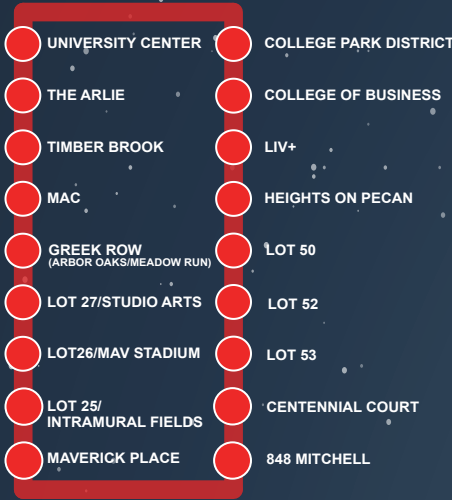 UNIVERSITY CENTER
THE ARLIE
TIMBER BROOK
MAC
GREEK ROW
(ARBOR OAKS/MEADOW RUN)
LOT 27/STUDIO ARTS
LOT26/MAV STADIUM
LOT 25/
INTRAMURAL FIELDS
MAVERICK PLACE
COLLEGE PARK DISTRICT
COLLEGE OF BUSINESS
LIV+
HEIGHTS ON PECAN
LOT 50
LOT 52
LOT 53
CENTENNIAL COURT
848 MITCHELL